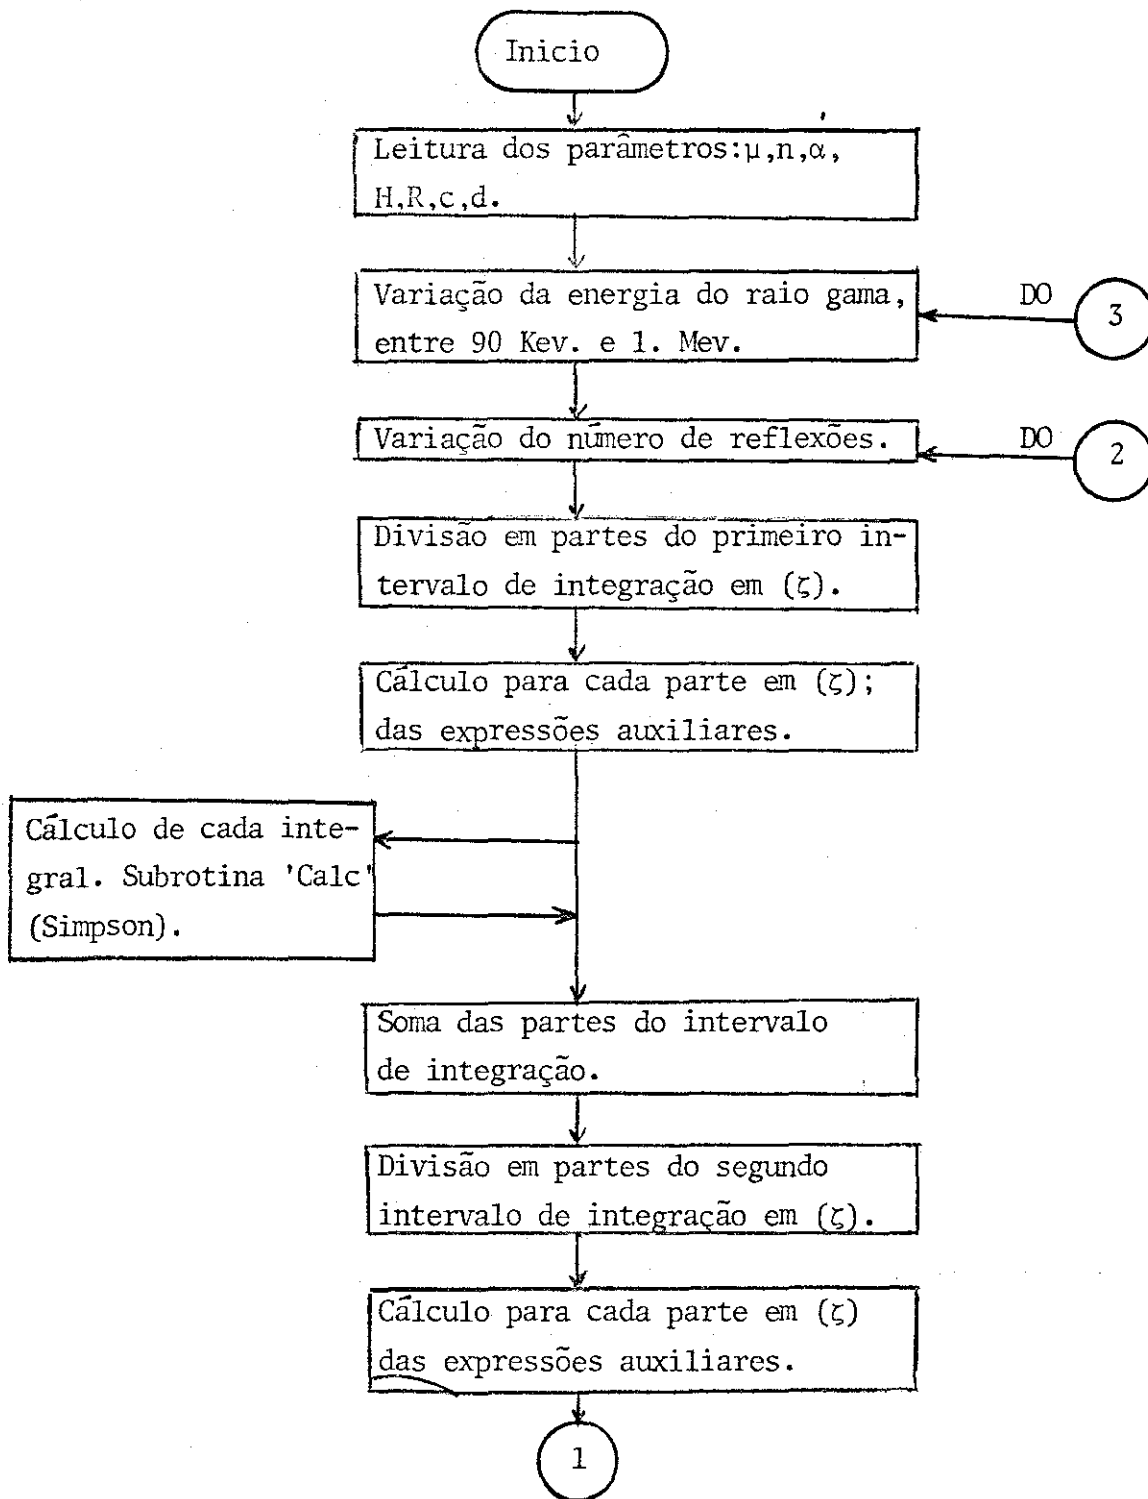 Inicio
Leitura dos parâmetros:μ,n,α,
H,R,c,d.
Variação da energia do raio gama,
entre 90 Kev. e 1. Mev.
DO
3
Variação do número de reflexões.
DO
2
Divisão em partes do primeiro in-
tervalo de integração em (ζ).
Cálculo para cada parte em (ζ);
das expressões auxiliares.
Cálculo de cada inte-
gral. Subrotina 'Calc'
(Simpson).
Soma das partes do intervalo
de integração.
Divisão em partes do segundo
intervalo de integração em (ζ).
Cálculo para cada parte em (ζ)
das expressões auxiliares.
1